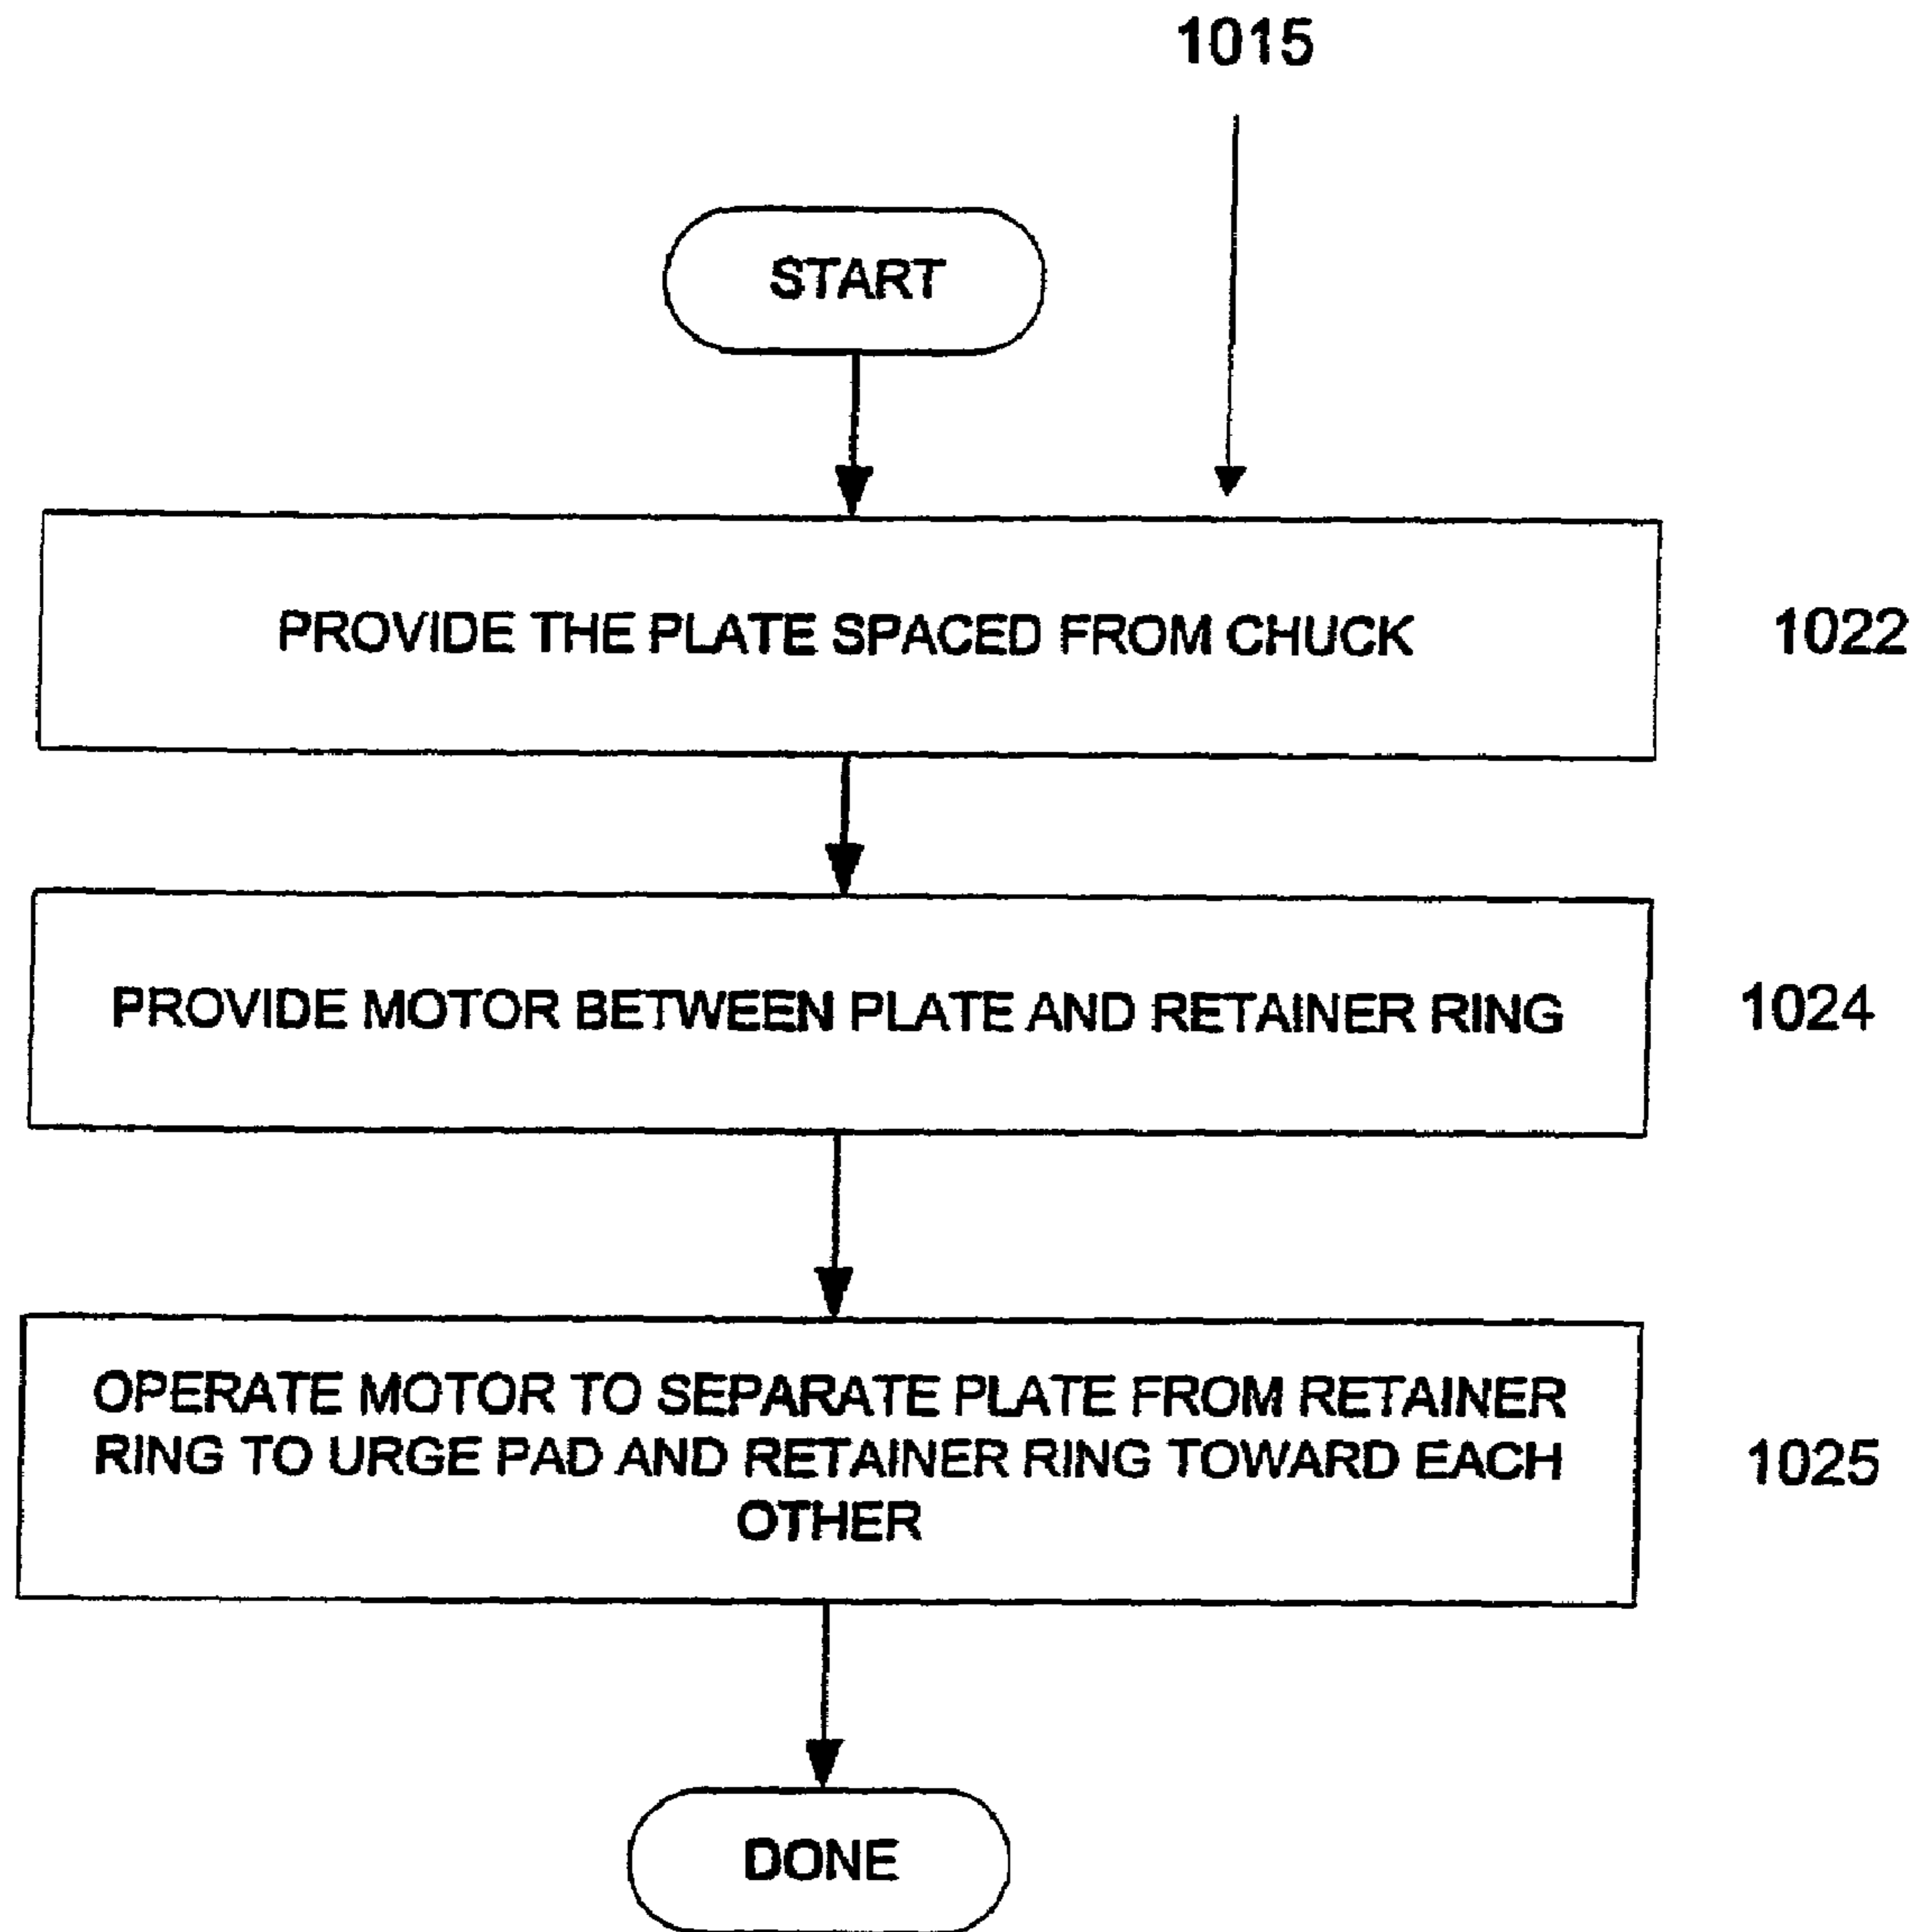 1015
START
PROVIDE THE PLATE SPACED FROM CHUCK
1022
PROVIDE MOTOR BETWEEN PLATE AND RETAINER RING
1024
OPERATE MOTOR TO SEPARATE PLATE FROM RETAINER
RING TO URGE PAD AND RETAINER RING TOWARD EACH
OTHER
1025
DONE